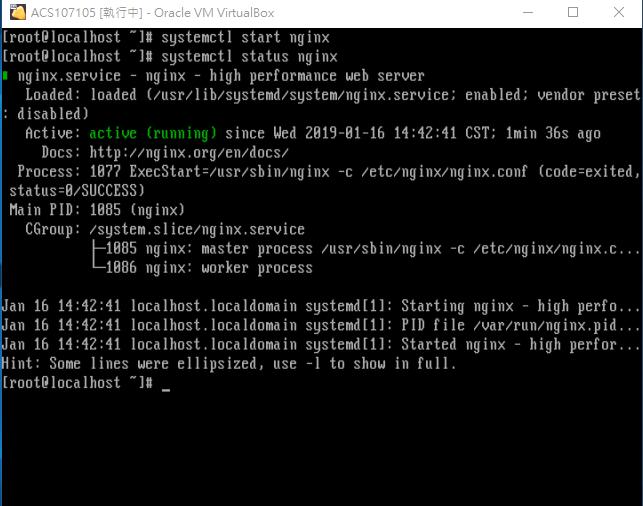 ACS107105 [執行中] - Oracle VM VirtualBox
[root@localhost ~]# systemctl start nginx
[root@localhost ~]# systemctl status nginx
nginx.service - nginx - high performance web server
Loaded: loaded (/usr/lib/systemd/system/nginx.service; enabled; vendor preset
: disabled)
Active: active (running) since Wed 2019-01-16 14:42:41 CST; 1min 36s ago
Docs: http://nginx.org/en/docs/
Process: 1077 ExecStart=/usr/sbin/nginx -c /etc/nginx/nginx.conf (code=exited,
status=0/SUCCESS)
Main PID: 1085 (nginx)
CGroup: /system.slice/nginx.service
├─1085 nginx: master process /usr/sbin/nginx -c /etc/nginx/nginx.c...
└─1086 nginx: worker process
Jan 16 14:42:41 localhost.localdomain systemd[1]: Starting nginx - high perfo...
Jan 16 14:42:41 localhost.localdomain systemd[1]: PID file /var/run/nginx.pid...
Jan 16 14:42:41 localhost.localdomain systemd[1]: Started nginx - high perfor...
Hint: Some lines were ellipsized, use -l to show in full.
[root@localhost ~]# _